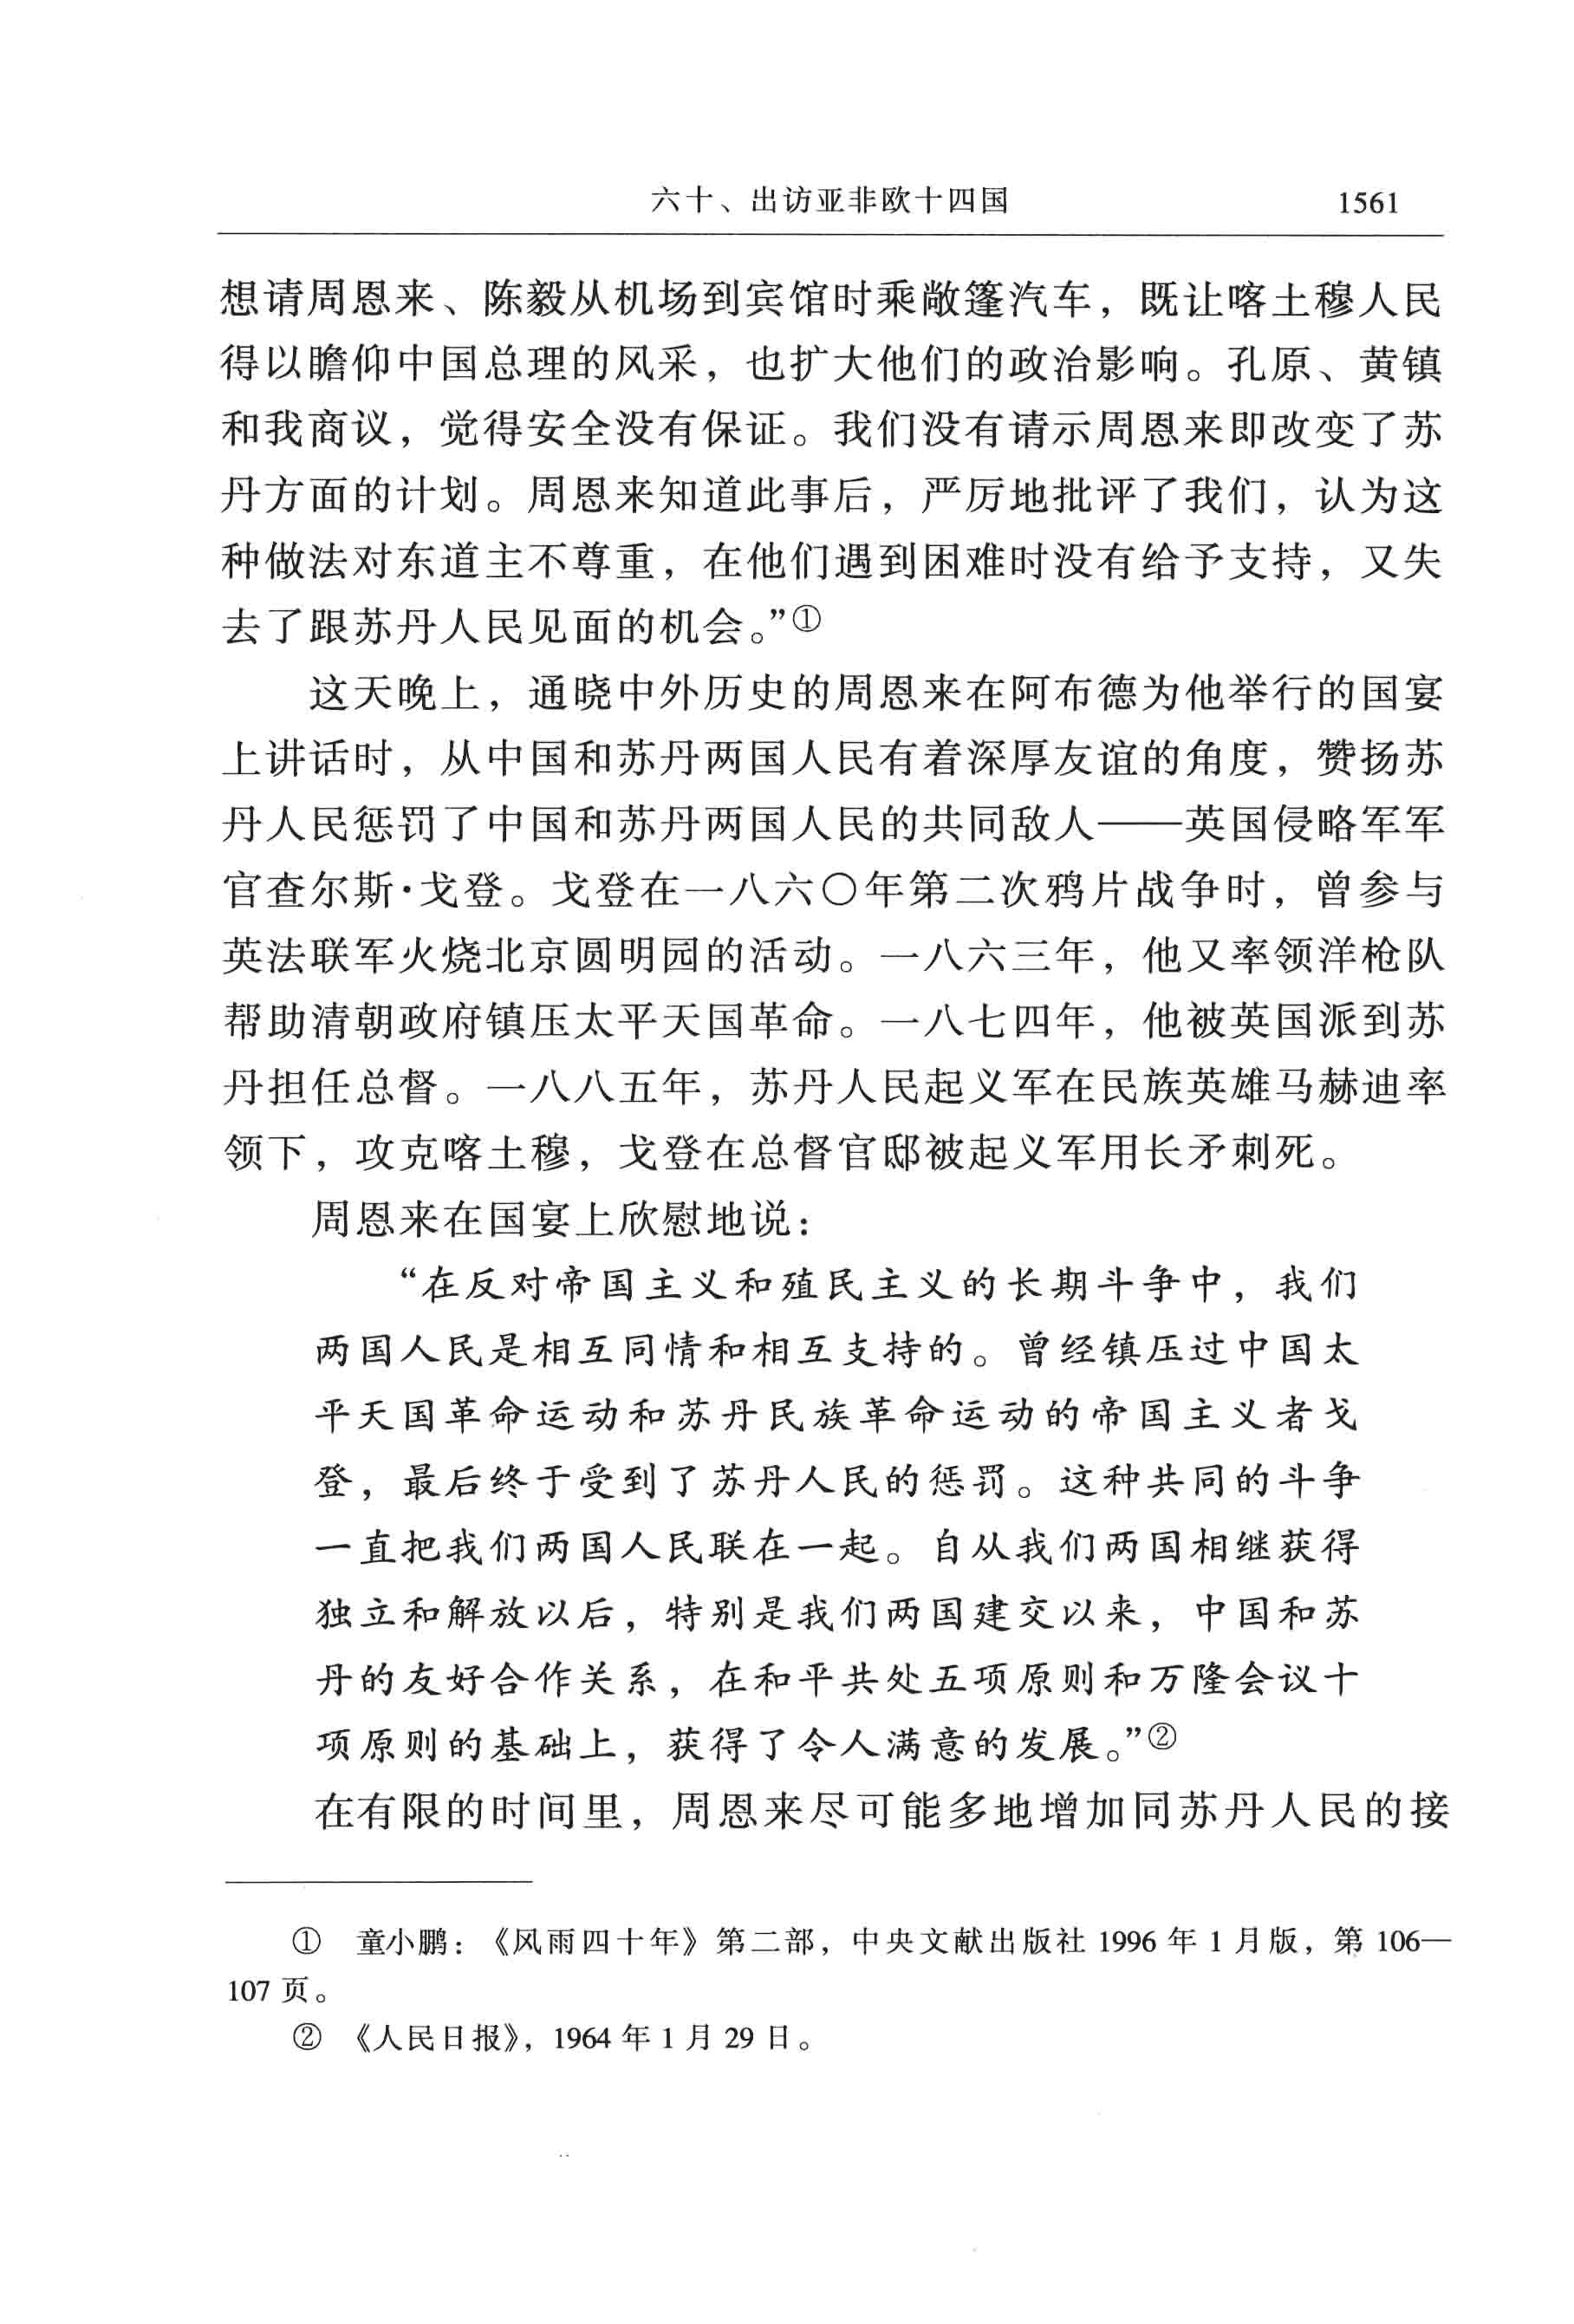 六十、出访亚非欧十四国 1561
想请周恩来、陈毅从机场到宾馆时乘敞篷汽车，既让喀土穆人民
得以瞻仰中国总理的风采，也扩大他们的政治影响。孔原、黄镇
和我商议，觉得安全没有保证。我们没有请示周恩来即改变了苏
丹方面的计划。周恩来知道此事后，严厉地批评了我们，认为这
种做法对东道主不尊重，在他们遇到困难时没有给予支持，又失
去了跟苏丹人民见面的机会。”①
这天晚上，通晓中外历史的周恩来在阿布德为他举行的国宴
上讲话时，从中国和苏丹两国人民有着深厚友谊的角度，赞扬苏
丹人民惩罚了中国和苏丹两国人民的共同敌人——英国侵略军军
官查尔斯·戈登。戈登在一八六〇年第二次鸦片战争时，曾参与
英法联军火烧北京圆明园的活动。一八六三年，他又率领洋枪队
帮助清朝政府镇压太平天国革命。一八七四年，他被英国派到苏
丹担任总督。一八八五年，苏丹人民起义军在民族英雄马赫迪率
领下，攻克喀土穆，戈登在总督官邸被起义军用长矛刺死。
周恩来在国宴上欣慰地说：
“在反对帝国主义和殖民主义的长期斗争中，我们
两国人民是相互同情和相互支持的。曾经镇压过中国太
平天国革命运动和苏丹民族革命运动的帝国主义者戈
登，最后终于受到了苏丹人民的惩罚。这种共同的斗争
一直把我们两国人民联在一起。自从我们两国相继获得
独立和解放以后，特别是我们两国建交以来，中国和苏
丹的友好合作关系，在和平共处五项原则和万隆会议十
项原则的基础上，获得了令人满意的发展。”②
在有限的时间里，周恩来尽可能多地增加同苏丹人民的接
① 童小鹏：《风雨四十年》第二部，中央文献出版社 1996 年 1 月版，第 106—
107 页。
② 《人民日报》，1964 年 1 月 29 日。